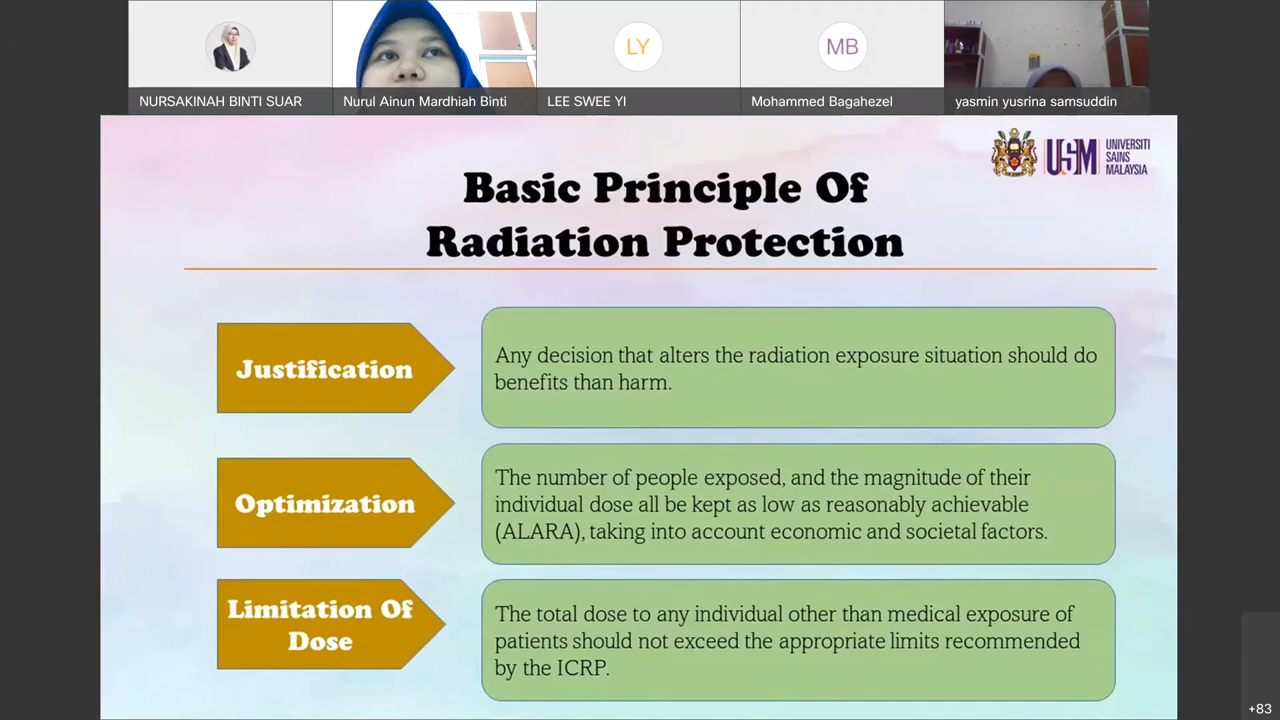 NURSAKINAH BINTI SUAR
Nurul Ainun Mardhiah Binti
LY
LEE SWEE YI
MB
Mohammed Bagahezel
yasmin yusrina samsuddin
USM
UNIVERSITI
SAINS
MALAYSIA
Basic Principle Of
Radiation Protection
Justification
Any decision that alters the radiation exposure situation should do
benefits than harm.
Optimization
The number of people exposed, and the magnitude of their
individual dose all be kept as low as reasonably achievable
(ALARA), taking into account economic and societal factors.
Limitation Of
Dose
The total dose to any individual other than medical exposure of
patients should not exceed the appropriate limits recommended
by the ICRP.
+83